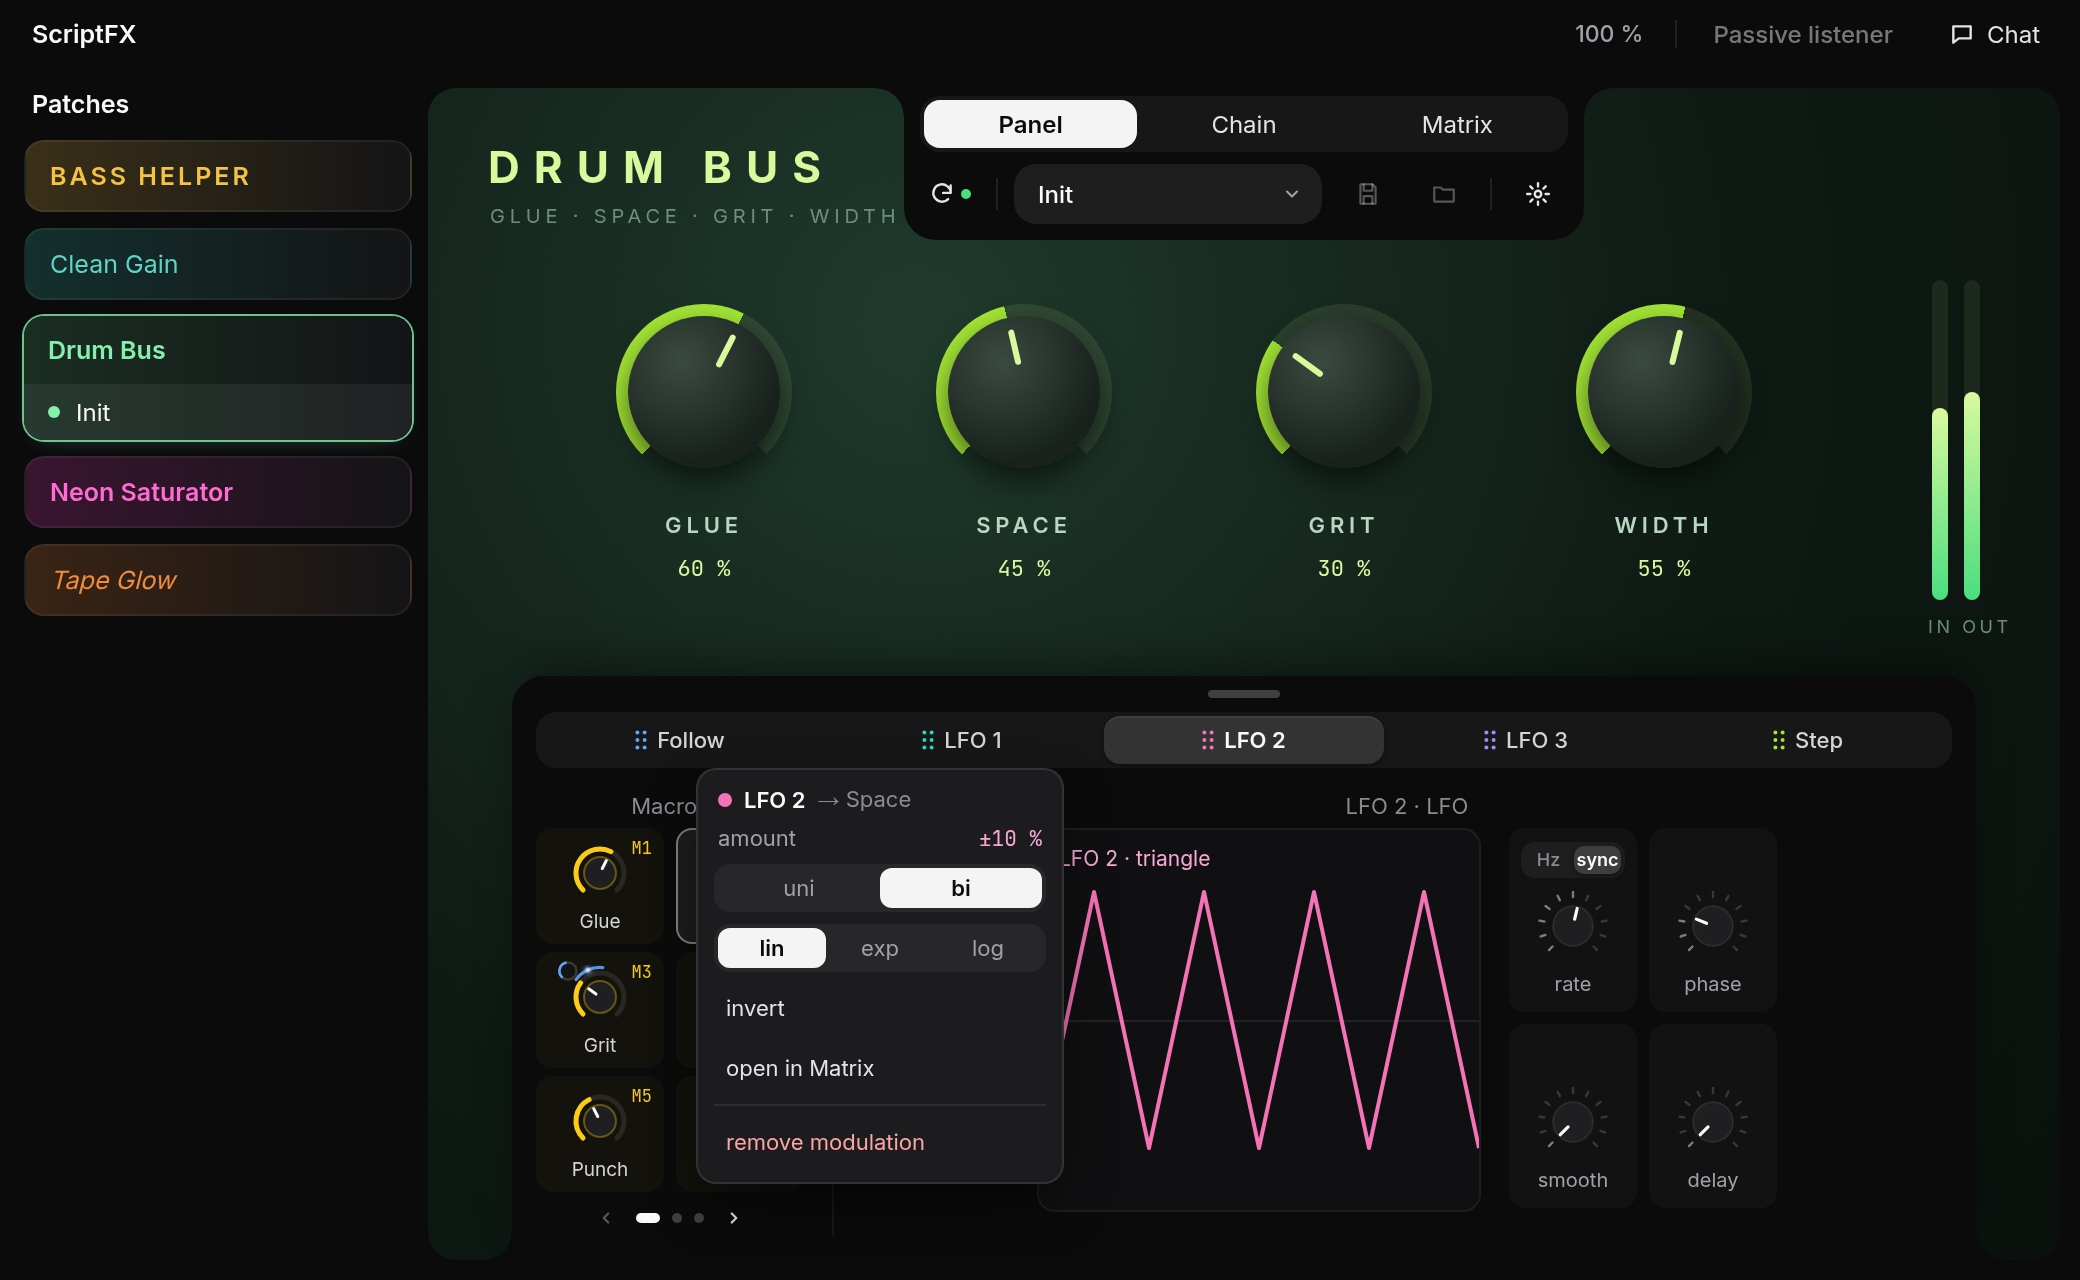 ScriptFX
100 %
Passive listener
Chat
Patches
BASS HELPER
Clean Gain
Drum Bus
Init
Neon Saturator
Tape Glow
DRUM BUS
GLUE · SPACE · GRIT · WIDTH
Panel
Chain
Matrix
Init
GLUE
60 %
SPACE
45 %
GRIT
30 %
WIDTH
55 %
IN OUT
Follow
LFO 1
LFO 2
LFO 3
Step
Macro
M1
Glue
M3
Grit
M5
Punch
LFO 2 → Space
amount ±10 %
uni
bi
lin
exp
log
invert
open in Matrix
remove modulation
LFO 2 · LFO
LFO 2 · triangle
Hz
sync
rate
phase
smooth
delay